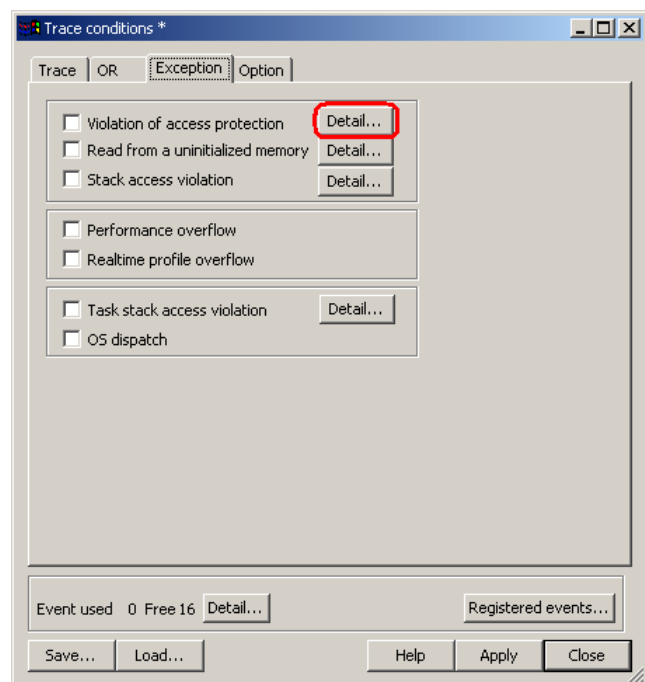 Trace conditions *
Trace OR Exception Option
Violation of access protection Detail...
Read from a uninitialized memory Detail...
Stack access violation Detail...
Performance overflow
Realtime profile overflow
Task stack access violation Detail...
OS dispatch
Event used 0 Free 16 Detail... Registered events...
Save... Load... Help Apply Close